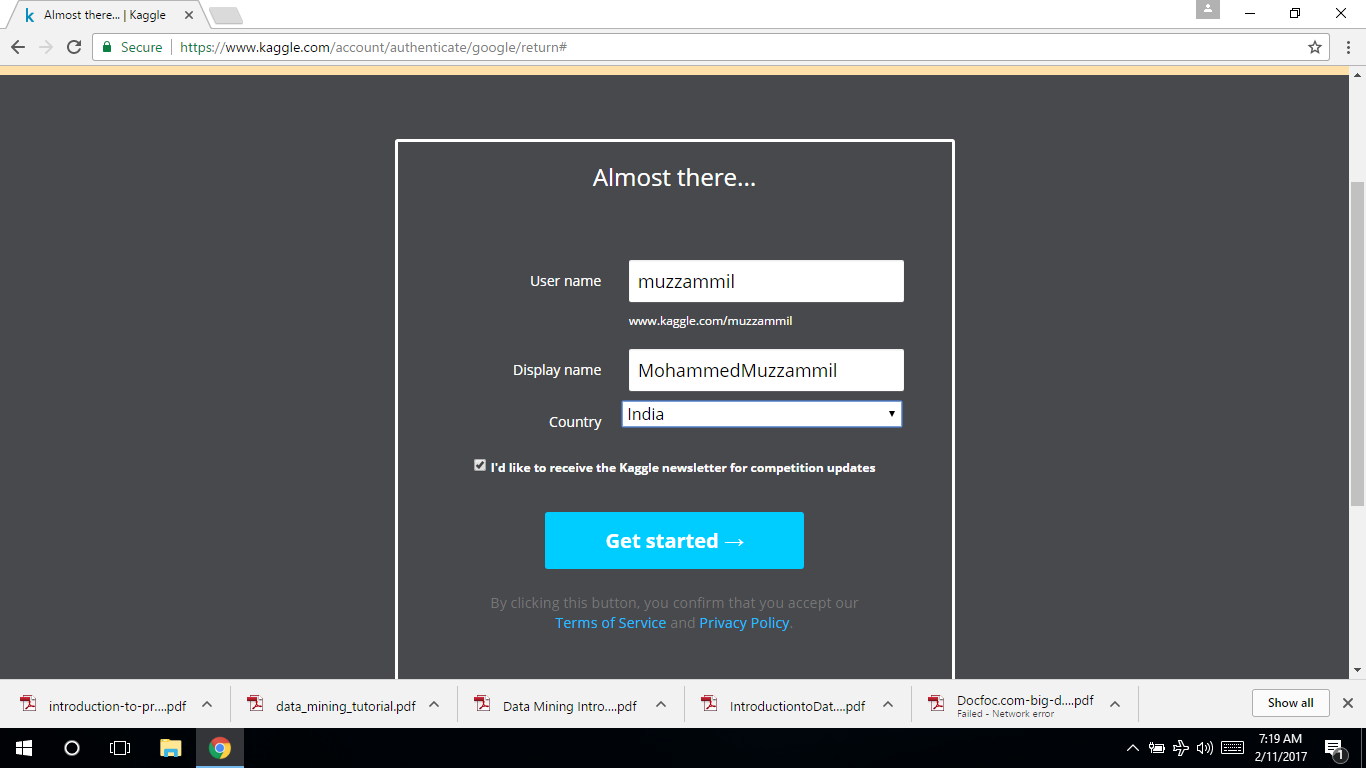 Almost there... | Kaggle
Secure https://www.kaggle.com/account/authenticate/google/return#
Almost there...
User name muzzammil
www.kaggle.com/muzzammil
Display name MohammedMuzzammil
Country India
I'd like to receive the Kaggle newsletter for competition updates
Get started →
By clicking this button, you confirm that you accept our
Terms of Service and Privacy Policy.
introduction-to-pr....pdf data_mining_tutorial.pdf Data Mining Intro....pdf IntroductiontoDat....pdf Docfoc.com-big-d....pdf Show all
Failed - Network error
7:19 AM
2/11/2017
1